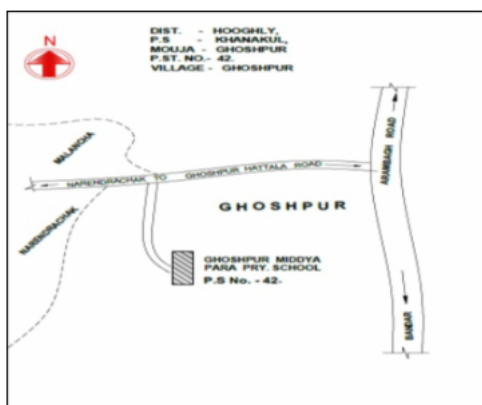 DIST. - HOOGHLY,
P.S - KHANAKUL,
MOUJA - GHOSHPUR
P.ST. NO.- 42.
VILLAGE - GHOSHPUR
N
MALANCHA
ARAMBAGH ROAD
NARENDRACHAK TO GHOSHPUR HATTALA ROAD
NARENDRACHAK
GHOSHPUR
GHOSHPUR MIDDYA
PARA PRY. SCHOOL
P.S No. - 42-
BANDAR